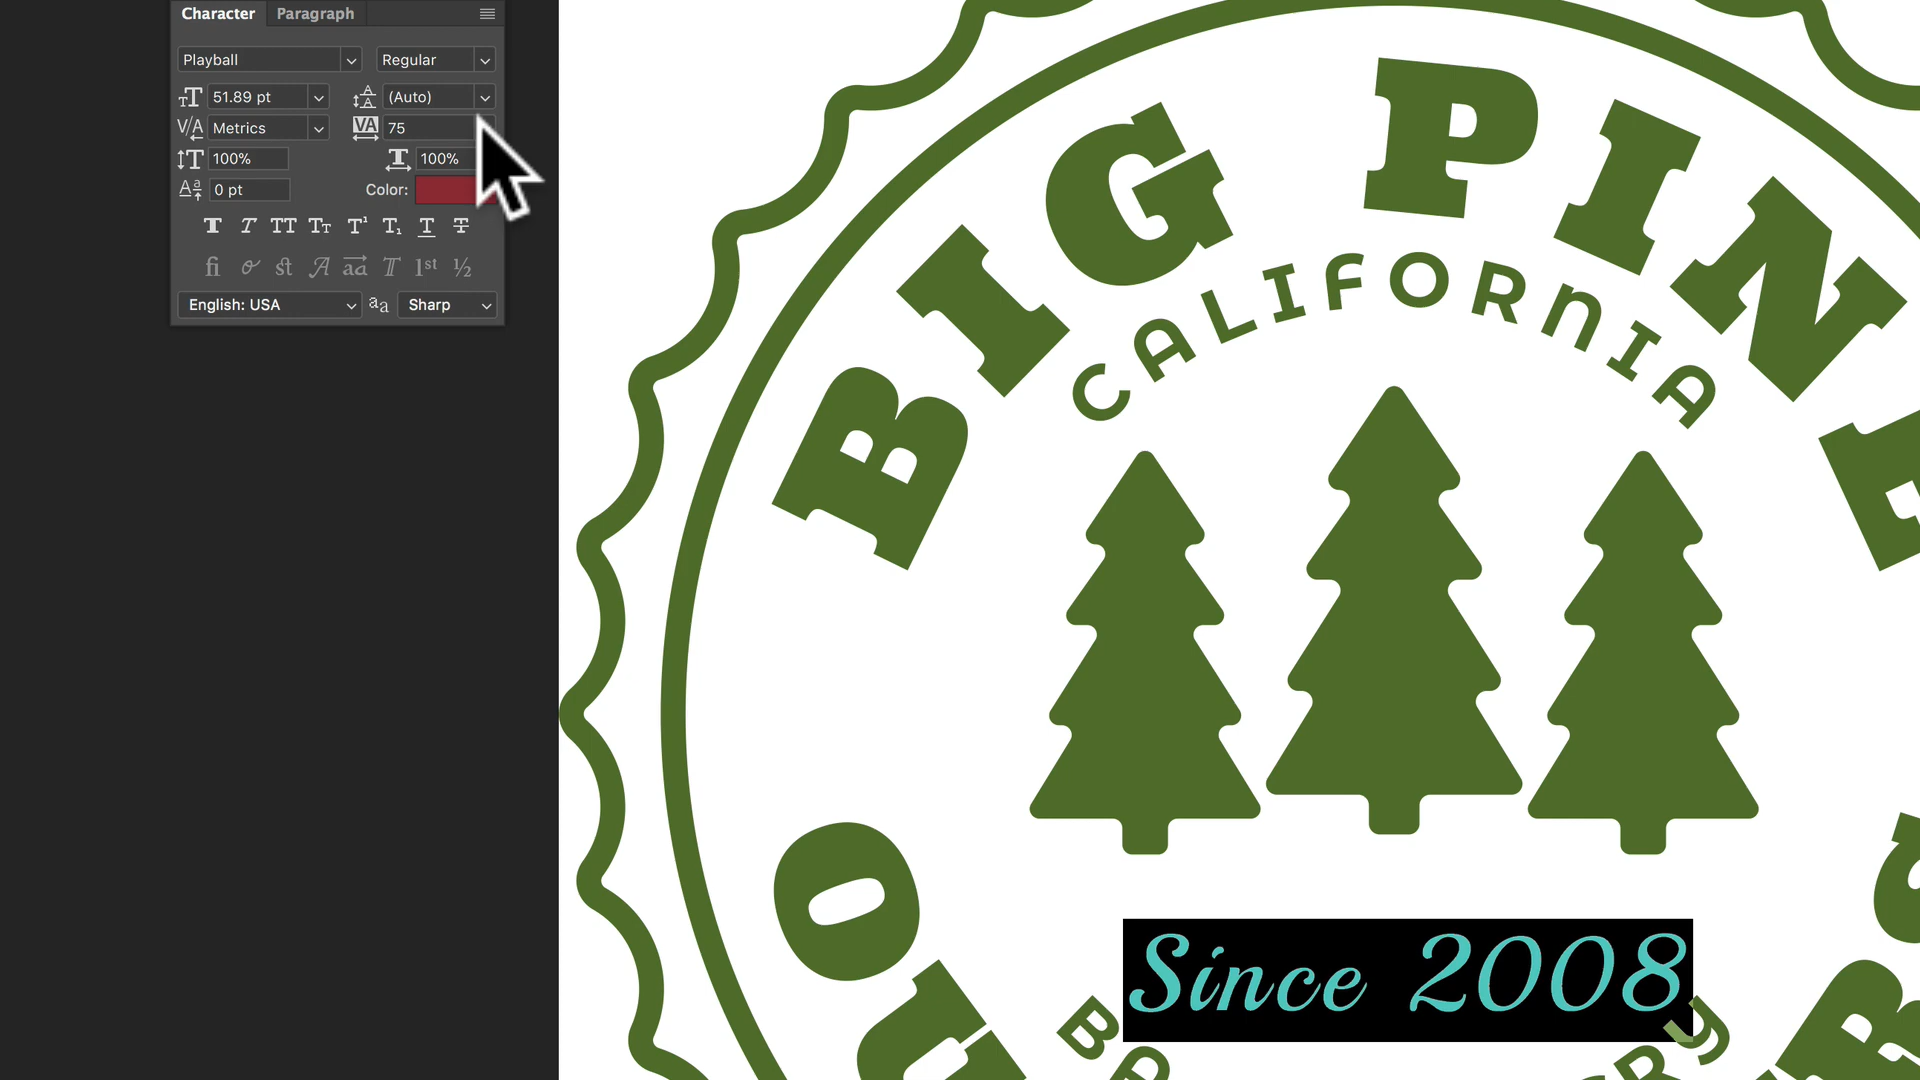 Character Paragraph
Playball Regular
51.89 pt (Auto)
Metrics 75
100% 100%
0 pt Color:
English: USA Sharp
BIG PINE
CALIFORNIA
Since 2008